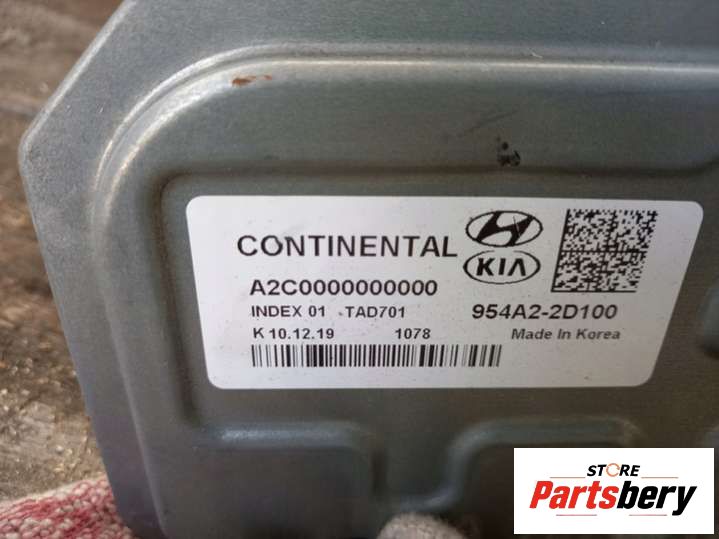 CONTINENTAL
KIA
A2C0000000000
INDEX 01 TAD701
954A2-2D100
K 10.12.19 1078
Made In Korea
STORE
Partsbery